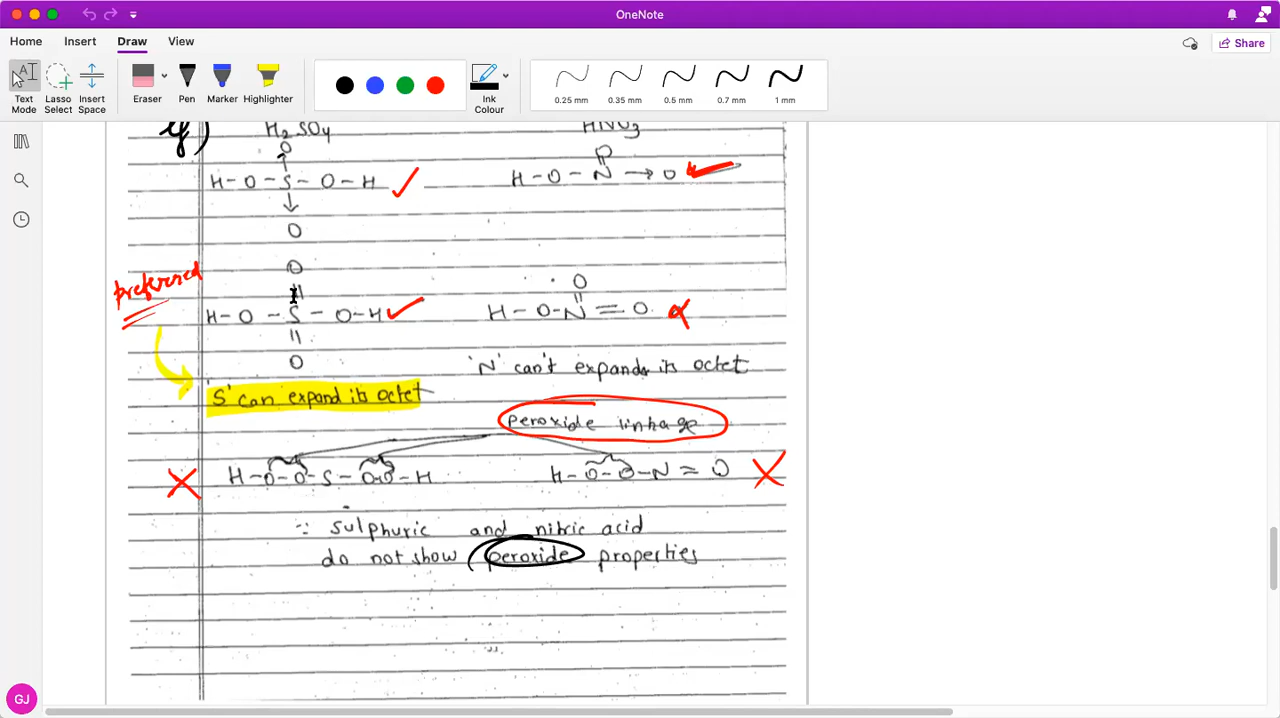 OneNote
Home Insert Draw View
Share
Text Mode
Lasso Select
Insert Space
Eraser
Pen
Marker
Highlighter
Ink Colour
0.25 mm
0.35 mm
0.5 mm
0.7 mm
1 mm
eg)
H2SO4 HNO3
O O
↑ ||
H - O - S - O - H ✓ H - O - N → O
↓
O
O O
preferred || ||
H - O - S - O - H ✓ H - O - N = O
||
O 'N' can't expand its octet
'S' can expand its octet
peroxide linkage
× H - O - O - S - O - O - H H - O - O - N = O ×
∵ sulphuric and nitric acid
do not show peroxide properties
GJ